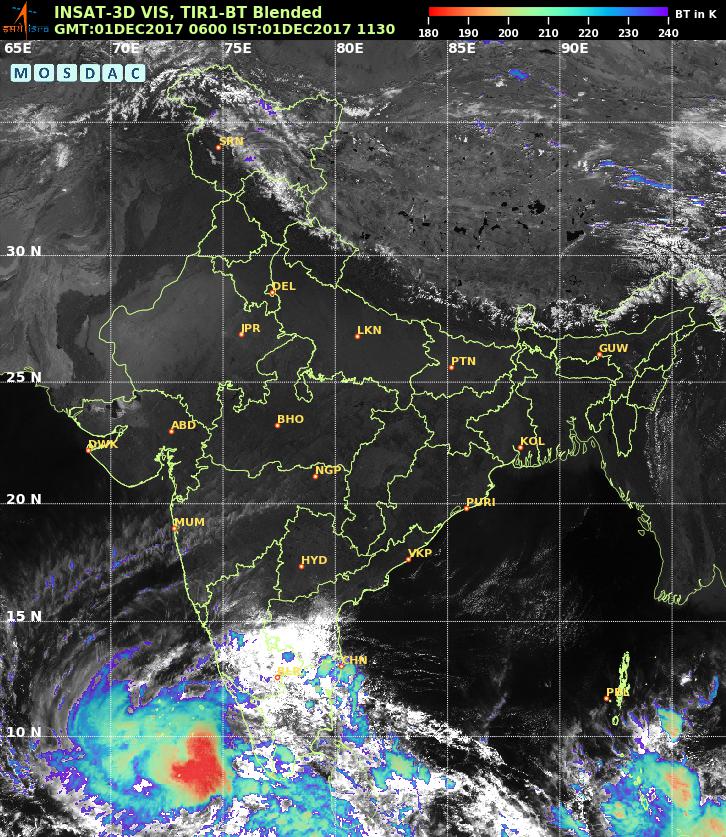 INSAT-3D VIS, TIR1-BT Blended
GMT:01DEC2017 0600 IST:01DEC2017 1130
BT in K
180 190 200 210 220 230 240
65E 70E 75E 80E 85E 90E
MOSDAC
SRN
30 N
DEL
JPR LKN
GUW
PTN
25 N
ABD BHO
DWK KOL
NGP
20 N
PURI
MUM
VKP
HYD
15 N
CHN
10 N